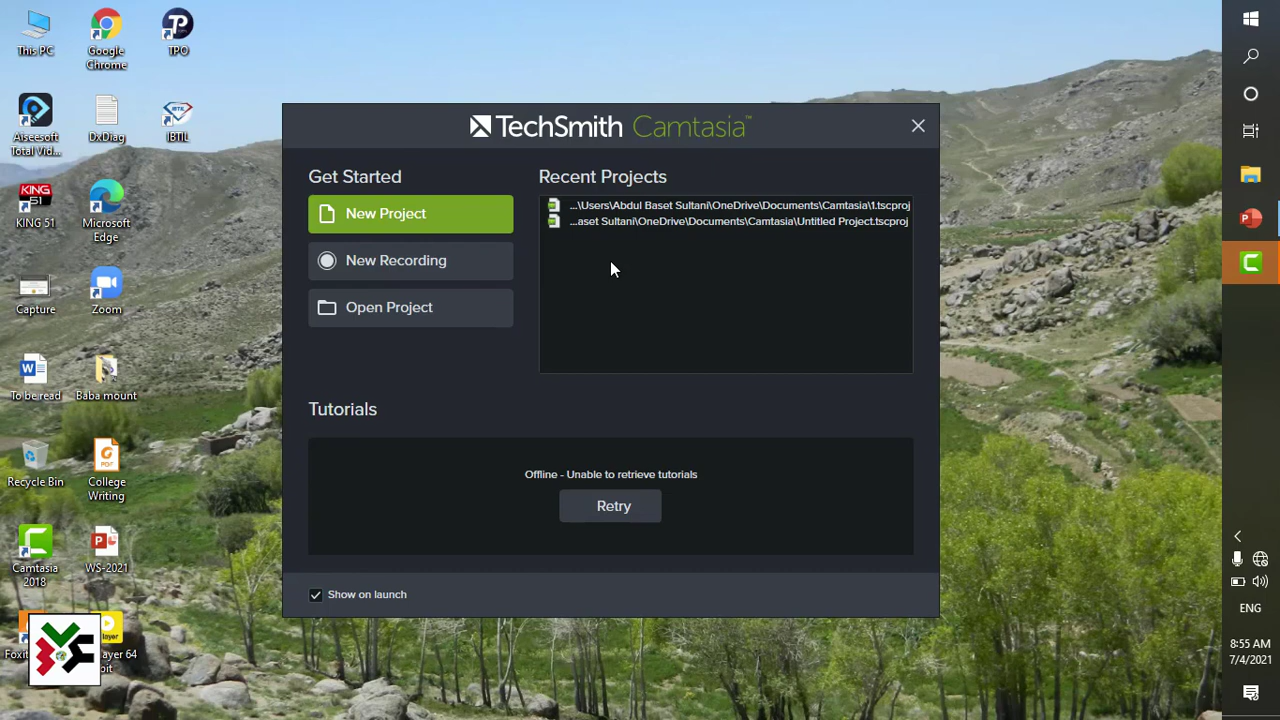 This PC
Google
Chrome
TPO
Aiseesoft
Total Vid...
DxDiag
IBTIL
KING 51
Microsoft
Edge
Capture
Zoom
To be read
Baba mount
Recycle Bin
College
Writing
Camtasia
2018
WS-2021
TechSmith Camtasia™
Get Started
New Project
New Recording
Open Project
Recent Projects
...\Users\Abdul Baset Sultani\OneDrive\Documents\Camtasia\1.tscproj
...aset Sultani\OneDrive\Documents\Camtasia\Untitled Project.tscproj
Tutorials
Offline - Unable to retrieve tutorials
Retry
Show on launch
ENG
8:55 AM
7/4/2021